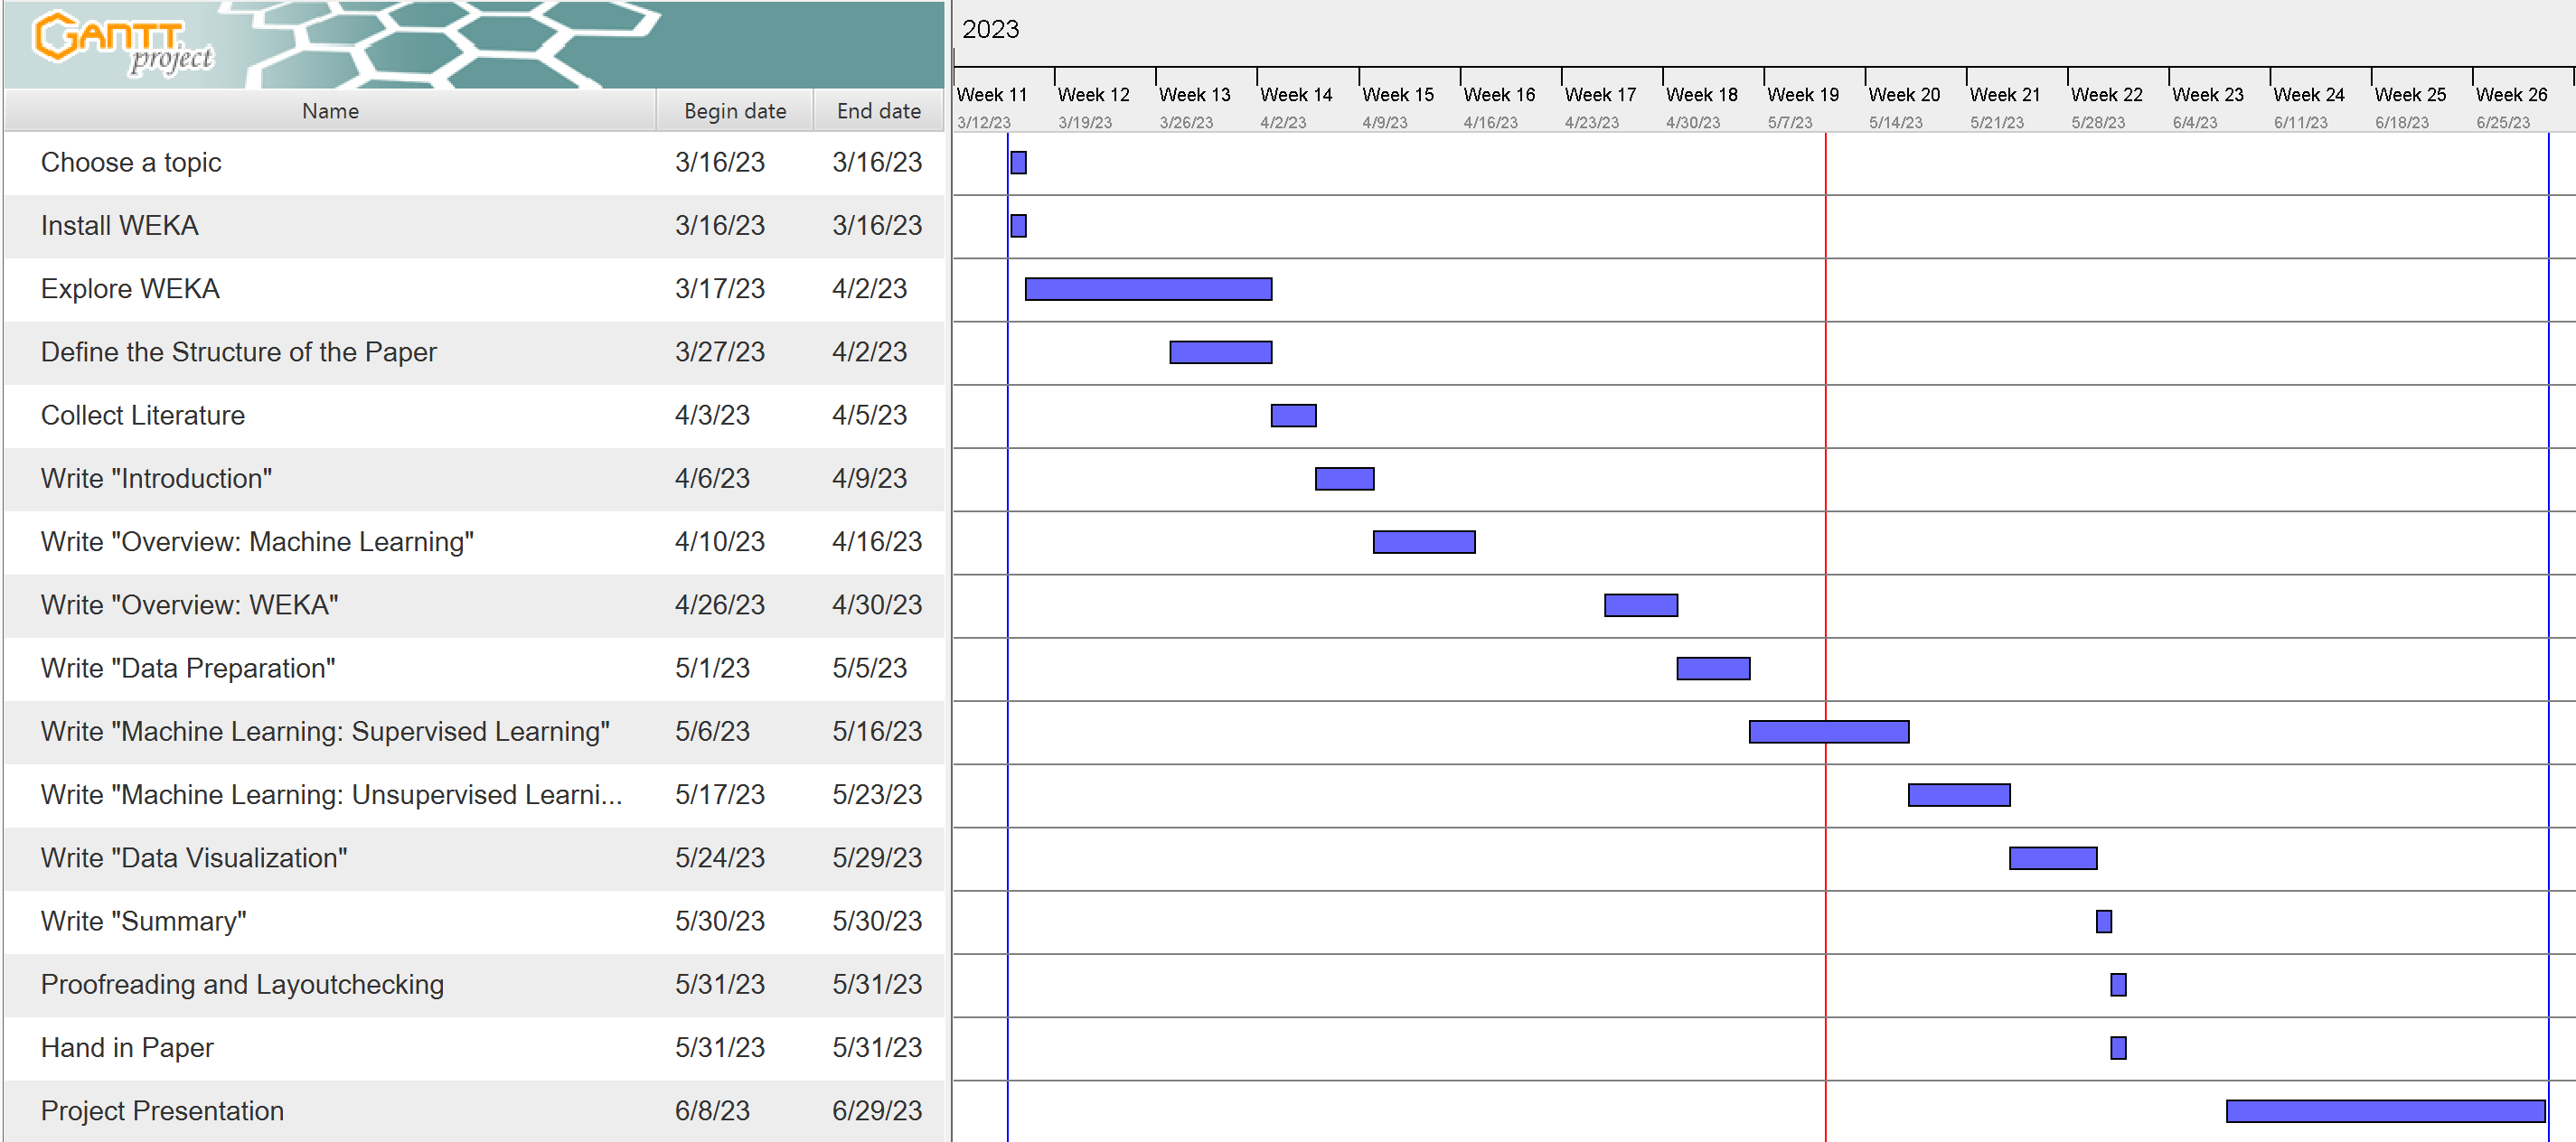 GANTT
project
2023
Week 11 Week 12 Week 13 Week 14 Week 15 Week 16 Week 17 Week 18 Week 19 Week 20 Week 21 Week 22 Week 23 Week 24 Week 25 Week 26
3/12/23 3/19/23 3/26/23 4/2/23 4/9/23 4/16/23 4/23/23 4/30/23 5/7/23 5/14/23 5/21/23 5/28/23 6/4/23 6/11/23 6/18/23 6/25/23
Name Begin date End date
Choose a topic 3/16/23 3/16/23
Install WEKA 3/16/23 3/16/23
Explore WEKA 3/17/23 4/2/23
Define the Structure of the Paper 3/27/23 4/2/23
Collect Literature 4/3/23 4/5/23
Write "Introduction" 4/6/23 4/9/23
Write "Overview: Machine Learning" 4/10/23 4/16/23
Write "Overview: WEKA" 4/26/23 4/30/23
Write "Data Preparation" 5/1/23 5/5/23
Write "Machine Learning: Supervised Learning" 5/6/23 5/16/23
Write "Machine Learning: Unsupervised Learni... 5/17/23 5/23/23
Write "Data Visualization" 5/24/23 5/29/23
Write "Summary" 5/30/23 5/30/23
Proofreading and Layoutchecking 5/31/23 5/31/23
Hand in Paper 5/31/23 5/31/23
Project Presentation 6/8/23 6/29/23